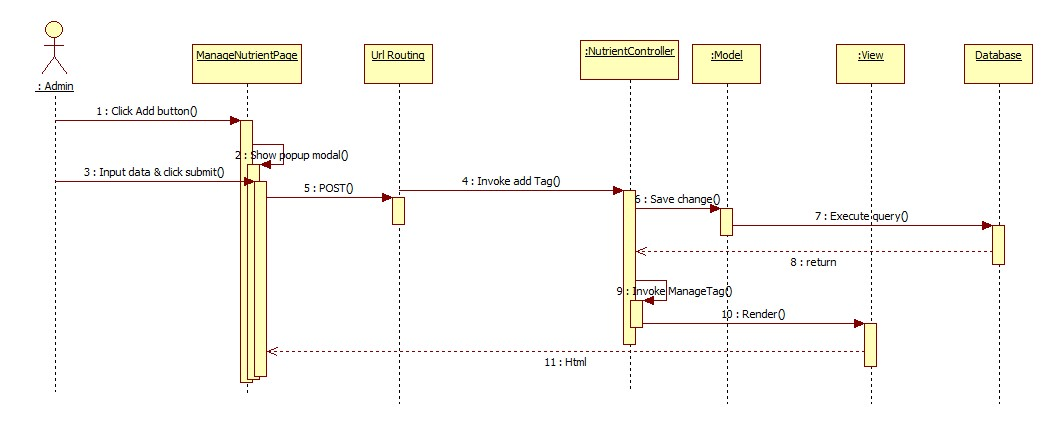 ManageNutrientPage
Url Routing
:NutrientController
:Model
:View
Database
: Admin
1 : Click Add button()
2 : Show popup modal()
3 : Input data & click submit()
4 : Invoke add Tag()
5 : POST()
6 : Save change()
7 : Execute query()
8 : return
9 : Invoke ManageTag()
10 : Render()
11 : Html